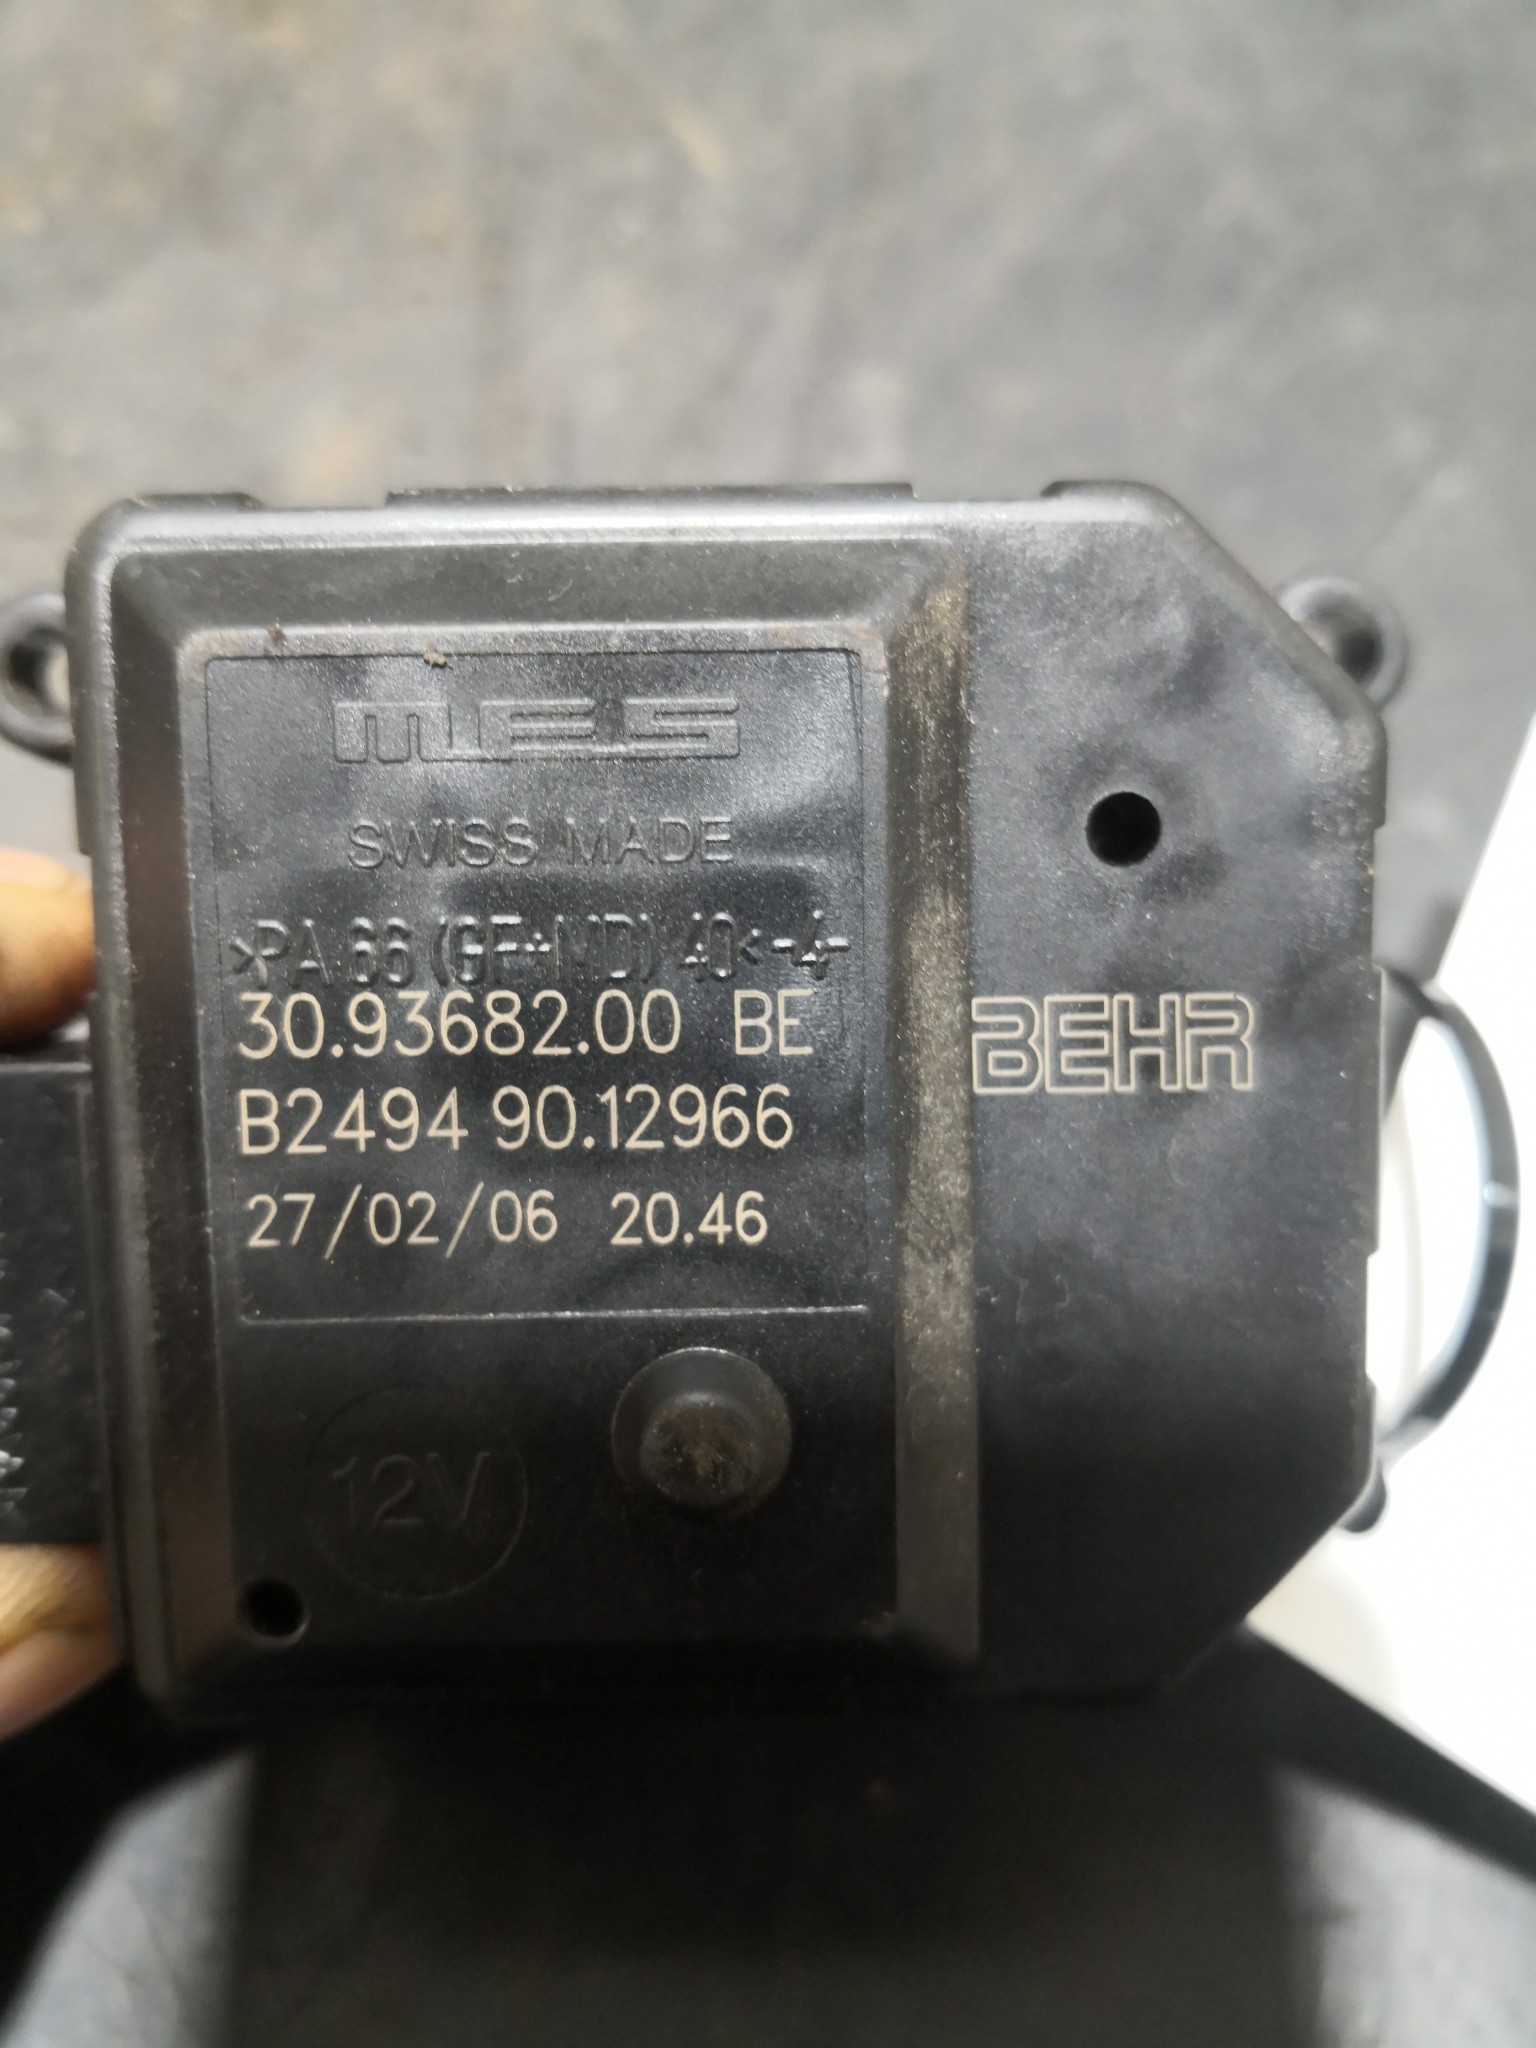 MES
SWISS MADE
>PA 66 (GF+MD) 40< -4-
30.93682.00 BE
BEHR
B2494 90.12966
27/02/06 20.46
12V